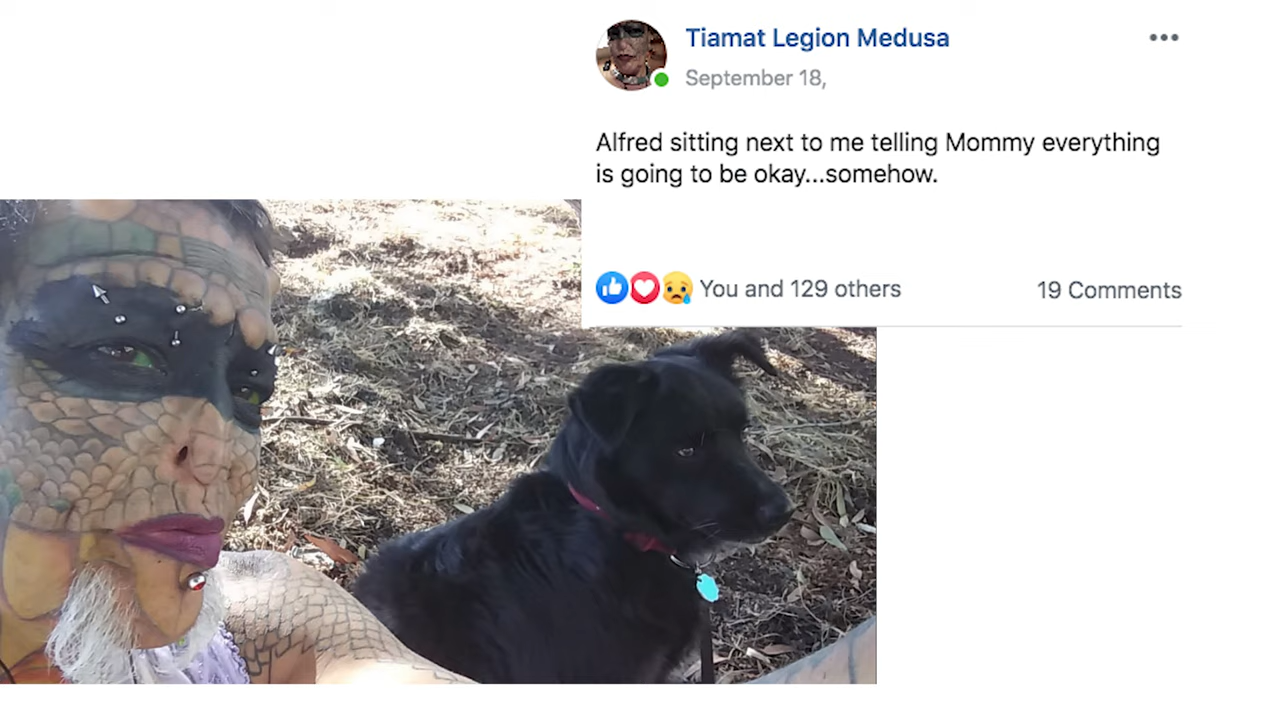 Tiamat Legion Medusa
September 18,
Alfred sitting next to me telling Mommy everything
is going to be okay...somehow.
You and 129 others
19 Comments